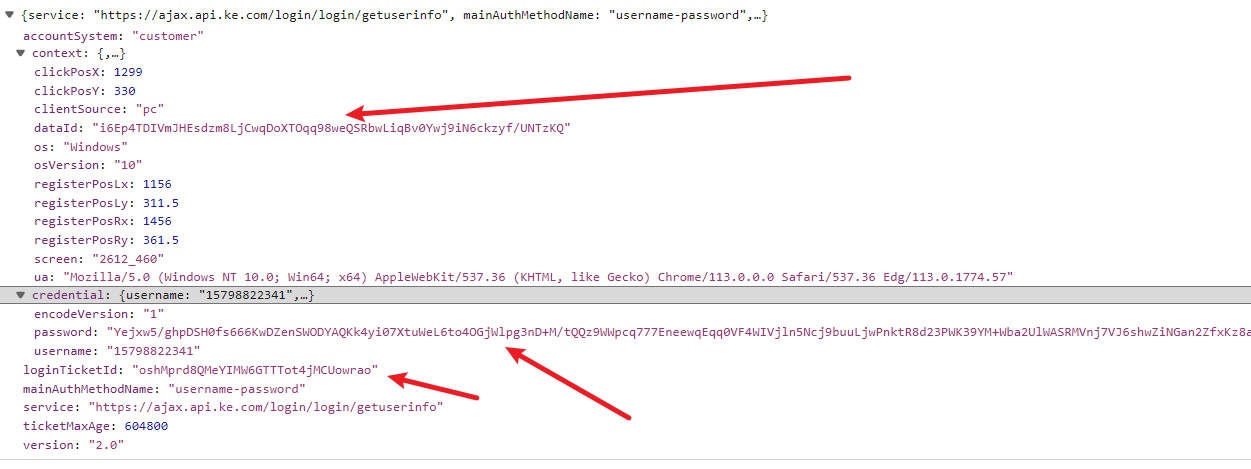 {service: "https://ajax.api.ke.com/login/login/getuserinfo", mainAuthMethodName: "username-password",…}
accountSystem: "customer"
context: {,…}
clickPosX: 1299
clickPosY: 330
clientSource: "pc"
dataId: "i6Ep4TDIVmJHEsdzm8LjCwqDoXTOqq98weQSRbwLiqBv0Ywj9iN6ckzyf/UNTzKQ"
os: "Windows"
osVersion: "10"
registerPosLx: 1156
registerPosLy: 311.5
registerPosRx: 1456
registerPosRy: 361.5
screen: "2612_460"
ua: "Mozilla/5.0 (Windows NT 10.0; Win64; x64) AppleWebKit/537.36 (KHTML, like Gecko) Chrome/113.0.0.0 Safari/537.36 Edg/113.0.1774.57"
credential: {username: "15798822341",…}
encodeVersion: "1"
password: "Yejxw5/ghpDSH0fs666KwDZenSWODYAQKk4yi07XtuWeL6to4OGjWlpg3nD+M/tQQz9WWpcq777EneewqEqq0VF4WIVjln5Ncj9buuLjwPnktR8d23PWK39YM+Wba2UlWASRMVnj7VJ6shwZiNGan2ZfxKz8a
username: "15798822341"
loginTicketId: "oshMprd8QMeYIMW6GTTTot4jMCUowrao"
mainAuthMethodName: "username-password"
service: "https://ajax.api.ke.com/login/login/getuserinfo"
ticketMaxAge: 604800
version: "2.0"